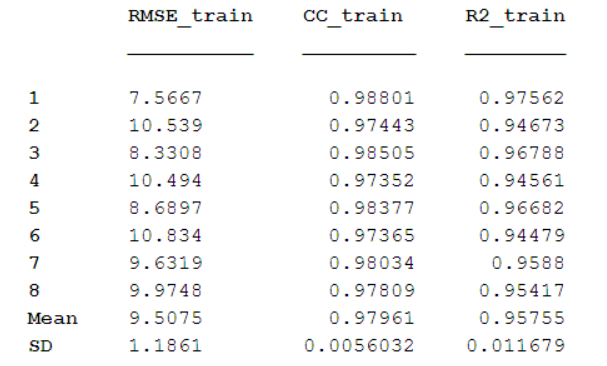 RMSE_train CC_train R2_train
1 7.5667 0.98801 0.97562
2 10.539 0.97443 0.94673
3 8.3308 0.98505 0.96788
4 10.494 0.97352 0.94561
5 8.6897 0.98377 0.96682
6 10.834 0.97365 0.94479
7 9.6319 0.98034 0.9588
8 9.9748 0.97809 0.95417
Mean 9.5075 0.97961 0.95755
SD 1.1861 0.0056032 0.011679